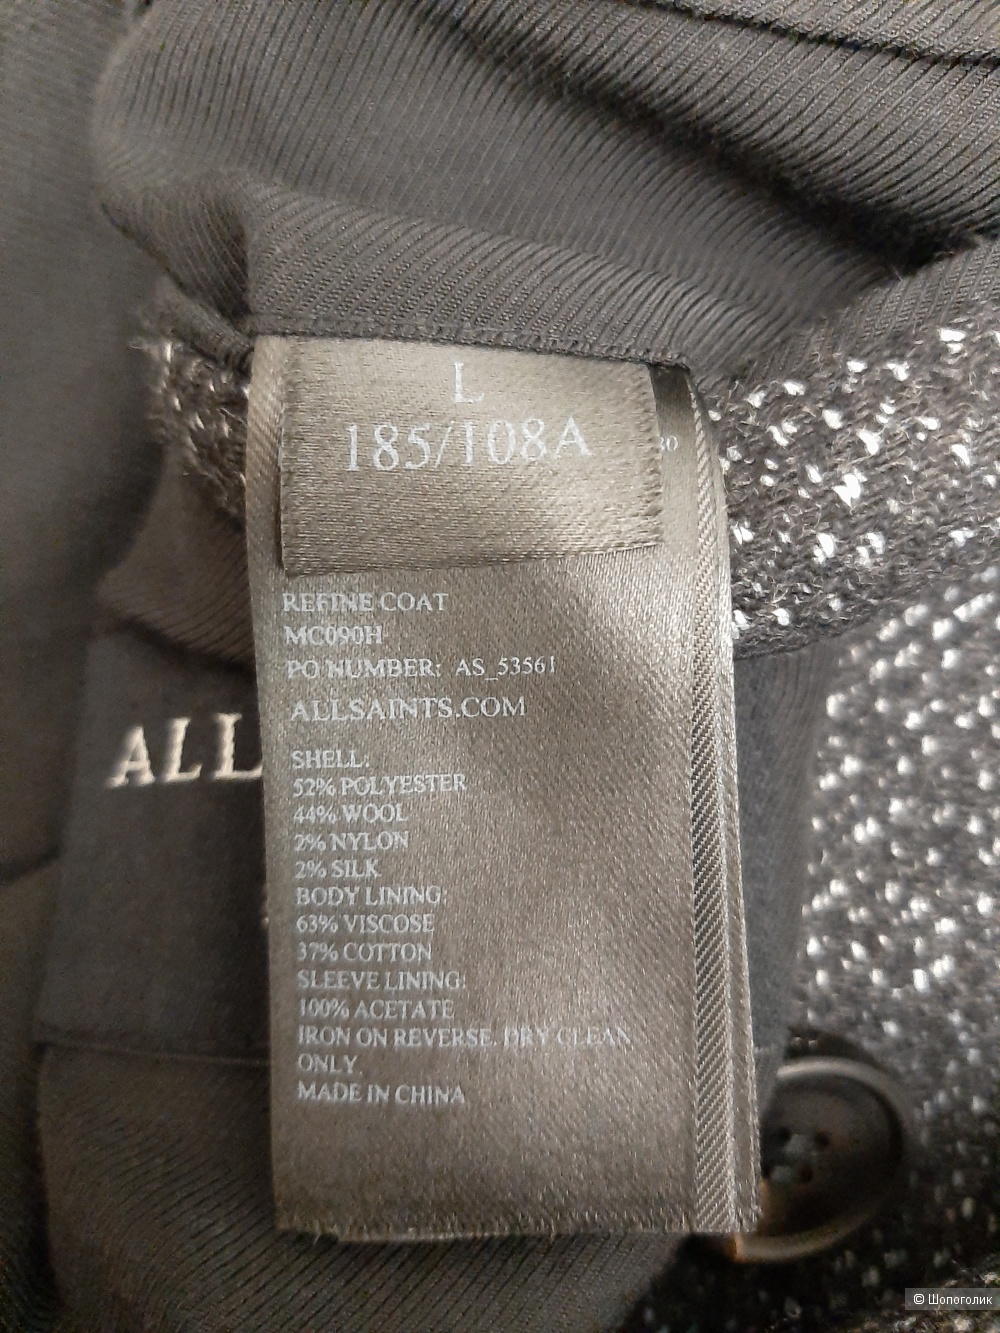 L
185/108A
80
REFINE COAT
MC090H
PO NUMBER: AS_53561
ALLSAINTS.COM
SHELL:
52% POLYESTER
44% WOOL
2% NYLON
2% SILK
BODY LINING:
63% VISCOSE
37% COTTON
SLEEVE LINING:
100% ACETATE
IRON ON REVERSE. DRY CLEAN
ONLY.
MADE IN CHINA
ALL
© Шопоголик